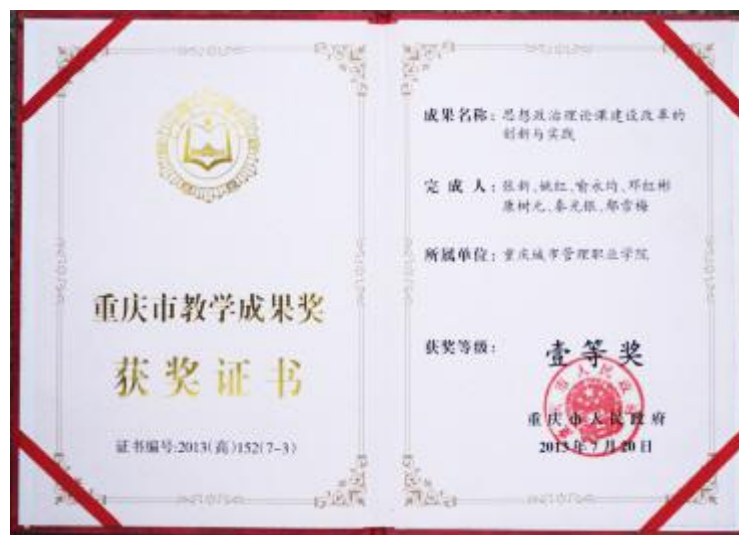 重庆市教学成果奖
获奖证书
证书编号:2013(高)152(7-3)
成果名称：思想政治理论课建设改革的
创新与实践
完成人：张新、姚红、喻永均、邓红彬
康树元、秦光银、鄢雪梅
所属单位：重庆城市管理职业学院
获奖等级：
壹等奖
重庆市人民政府
2013年7月20日